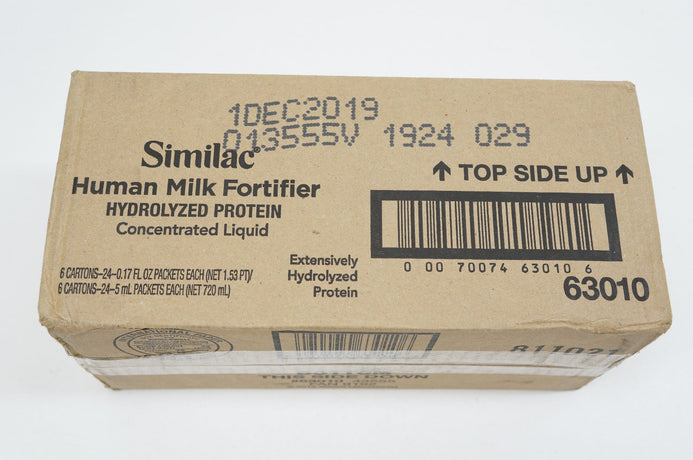 1DEC2019
013555V 1924 029
Similac®
Human Milk Fortifier
HYDROLYZED PROTEIN
Concentrated Liquid
↑ TOP SIDE UP ↑
0 00 70074 63010 6
Extensively
Hydrolyzed
Protein
63010
6 CARTONS–24–0.17 FL OZ PACKETS EACH (NET 1.53 PT)/
6 CARTONS–24–5 mL PACKETS EACH (NET 720 mL)
THIS SIDE DOWN